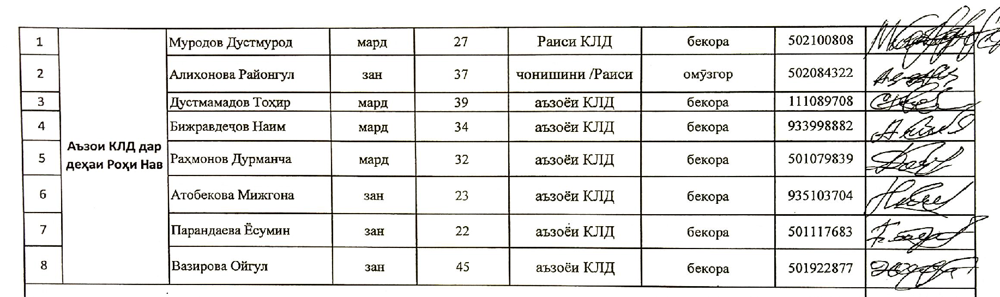 1 Муродов Дустмурод мард 27 Раиси КЛД бекора 502100808
2 Алихонова Районгул зан 37 чонишини /Раиси омӯзгор 502084322
3 Дустмамадов Тоҳир мард 39 аъзоёи КЛД бекора 111089708
4 Бижравдеҷов Наим мард 34 аъзоёи КЛД бекора 933998882
Аъзои КЛД дар
деҳаи Роҳи Нав
5 Раҳмонов Дурманча мард 32 аъзоёи КЛД бекора 501079839
6 Атобекова Мижгона зан 23 аъзоёи КЛД бекора 935103704
7 Парандаева Ёсумин зан 22 аъзоёи КЛД бекора 501117683
8 Вазирова Ойгул зан 45 аъзоёи КЛД бекора 501922877